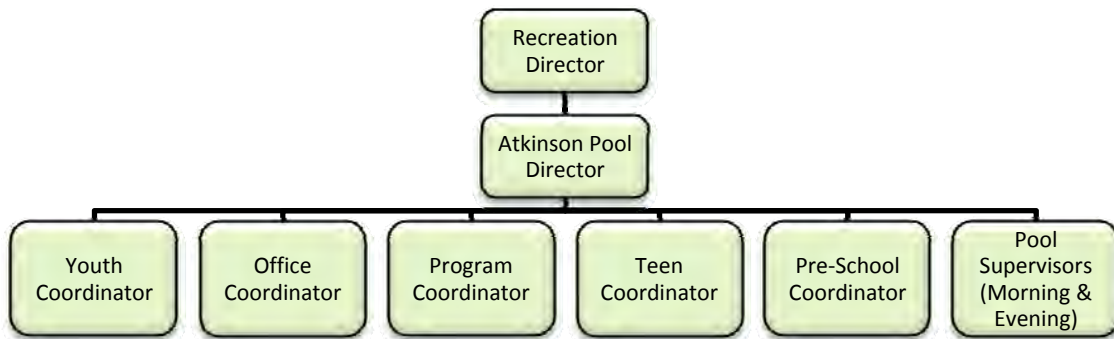 Recreation
Director
Atkinson Pool
Director
Youth
Coordinator
Office
Coordinator
Program
Coordinator
Teen
Coordinator
Pre-School
Coordinator
Pool
Supervisors
(Morning &
Evening)